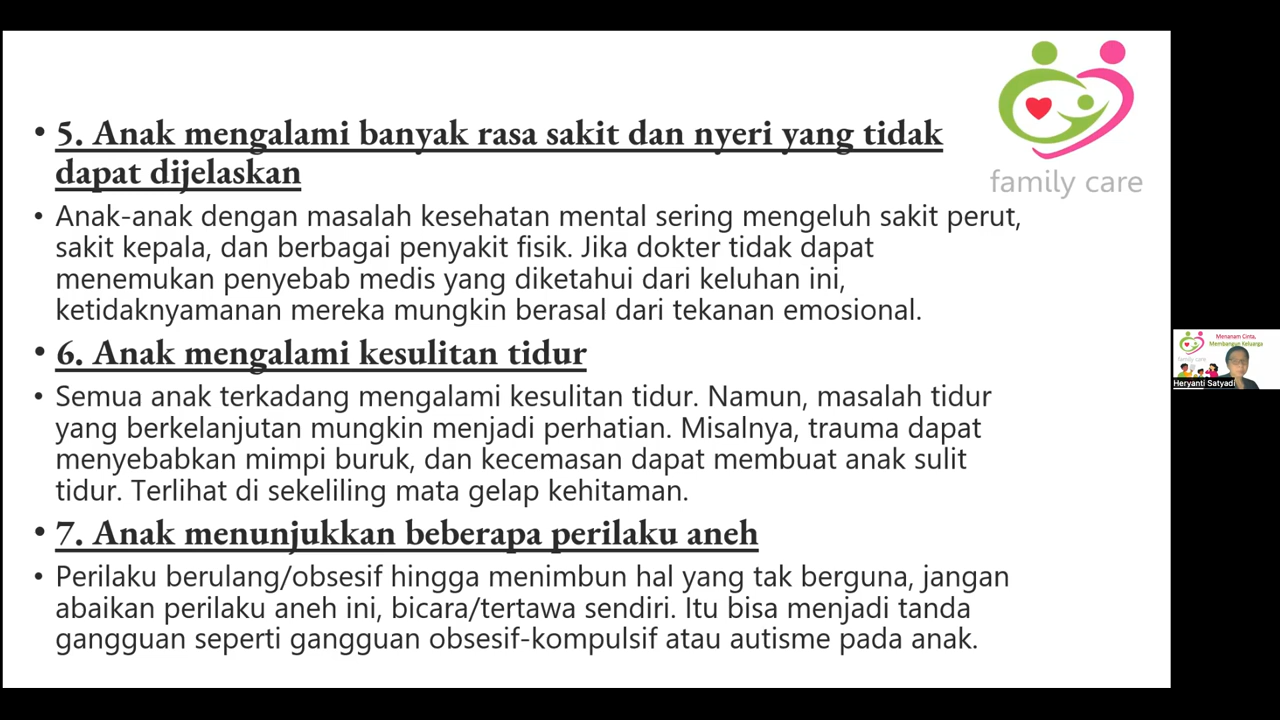 family care
• 5. Anak mengalami banyak rasa sakit dan nyeri yang tidak
dapat dijelaskan
• Anak-anak dengan masalah kesehatan mental sering mengeluh sakit perut,
sakit kepala, dan berbagai penyakit fisik. Jika dokter tidak dapat
menemukan penyebab medis yang diketahui dari keluhan ini,
ketidaknyamanan mereka mungkin berasal dari tekanan emosional.
• 6. Anak mengalami kesulitan tidur
• Semua anak terkadang mengalami kesulitan tidur. Namun, masalah tidur
yang berkelanjutan mungkin menjadi perhatian. Misalnya, trauma dapat
menyebabkan mimpi buruk, dan kecemasan dapat membuat anak sulit
tidur. Terlihat di sekeliling mata gelap kehitaman.
• 7. Anak menunjukkan beberapa perilaku aneh
• Perilaku berulang/obsesif hingga menimbun hal yang tak berguna, jangan
abaikan perilaku aneh ini, bicara/tertawa sendiri. Itu bisa menjadi tanda
gangguan seperti gangguan obsesif-kompulsif atau autisme pada anak.
Menanam Cinta,
Membangun Keluarga
family care
Heryanti Satyadi